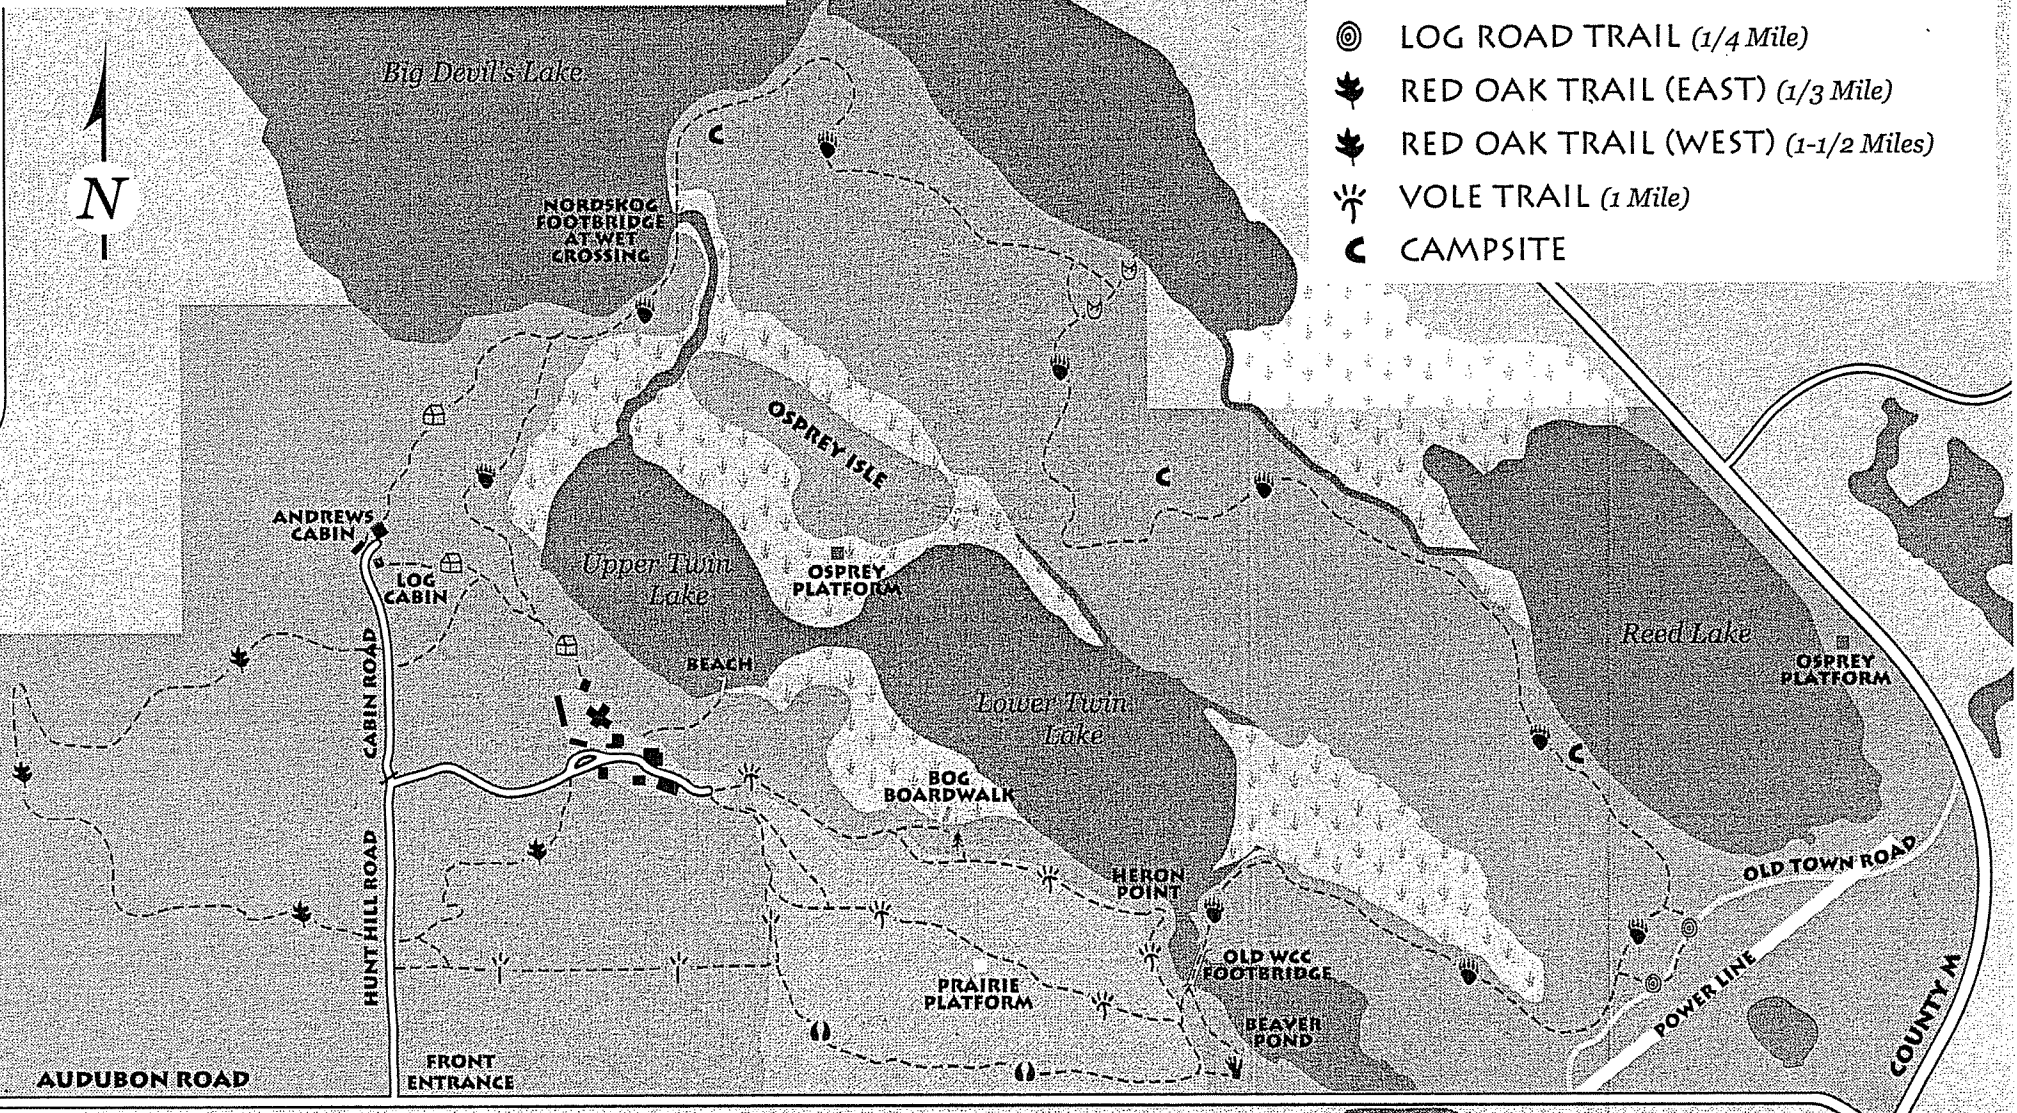 LOG ROAD TRAIL (1/4 Mile)
RED OAK TRAIL (EAST) (1/3 Mile)
RED OAK TRAIL (WEST) (1-1/2 Miles)
VOLE TRAIL (1 Mile)
CAMPSITE
Big Devil's Lake
N
NORDSKOG
FOOTBRIDGE
AT WET
CROSSING
OSPREY ISLE
ANDREWS
CABIN
LOG
CABIN
Upper Twin
Lake
OSPREY
PLATFORM
Reed Lake
OSPREY
PLATFORM
CABIN ROAD
BEACH
Lower Twin
Lake
BOG
BOARDWALK
HERON
POINT
OLD TOWN ROAD
HUNT HILL ROAD
OLD WCC
FOOTBRIDGE
PRAIRIE
PLATFORM
POWER LINE
BEAVER
POND
COUNTY M
FRONT
ENTRANCE
AUDUBON ROAD